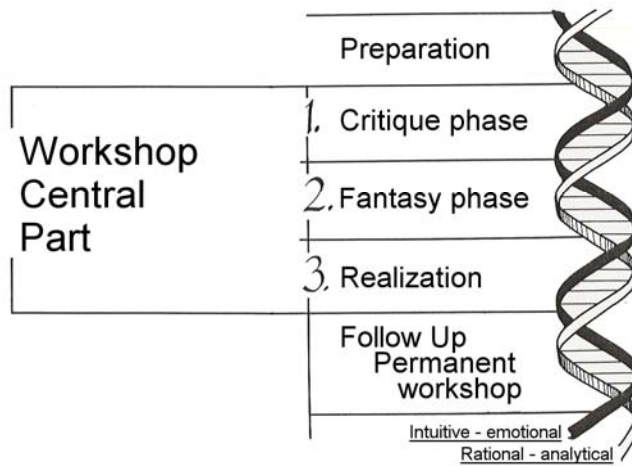 Preparation
Workshop
Central
Part
1. Critique phase
2. Fantasy phase
3. Realization
Follow Up
Permanent
workshop
Intuitive - emotional
Rational - analytical